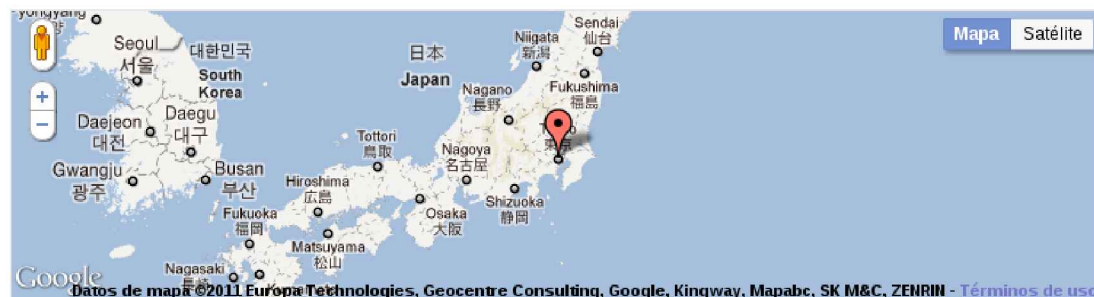 Pyongyang
Seoul
서울
대한민국
South
Korea
Daejeon
대전
Daegu
대구
Gwangju
광주
Busan
부산
日本
Japan
Sendai
仙台
Niigata
新潟
Fukushima
福島
Nagano
長野
Tottori
鳥取
Nagoya
名古屋
Hiroshima
広島
Shizuoka
静岡
Osaka
大阪
Fukuoka
福岡
Matsuyama
松山
Nagasaki
Mapa
Satélite
Google
Datos de mapa ©2011 Europa Technologies, Geocentre Consulting, Google, Kingway, Mapabc, SK M&C, ZENRIN - Términos de uso